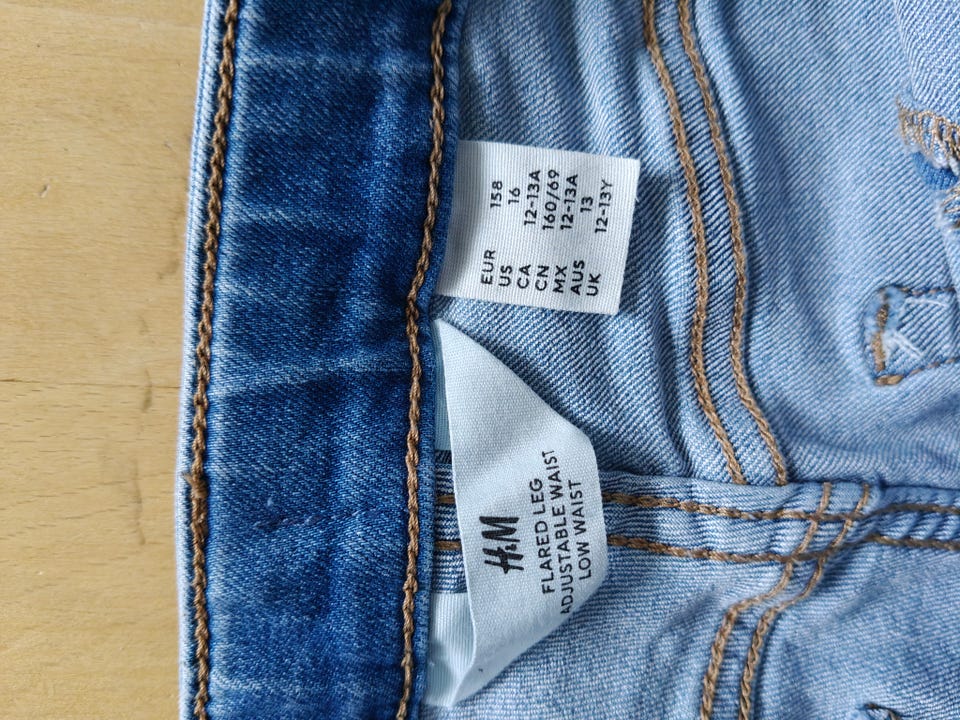 EUR 158
US 16
CA 12-13A
CN 160/69
MX 12-13A
AUS 13
UK 12-13Y
H&M
FLARED LEG
ADJUSTABLE WAIST
LOW WAIST